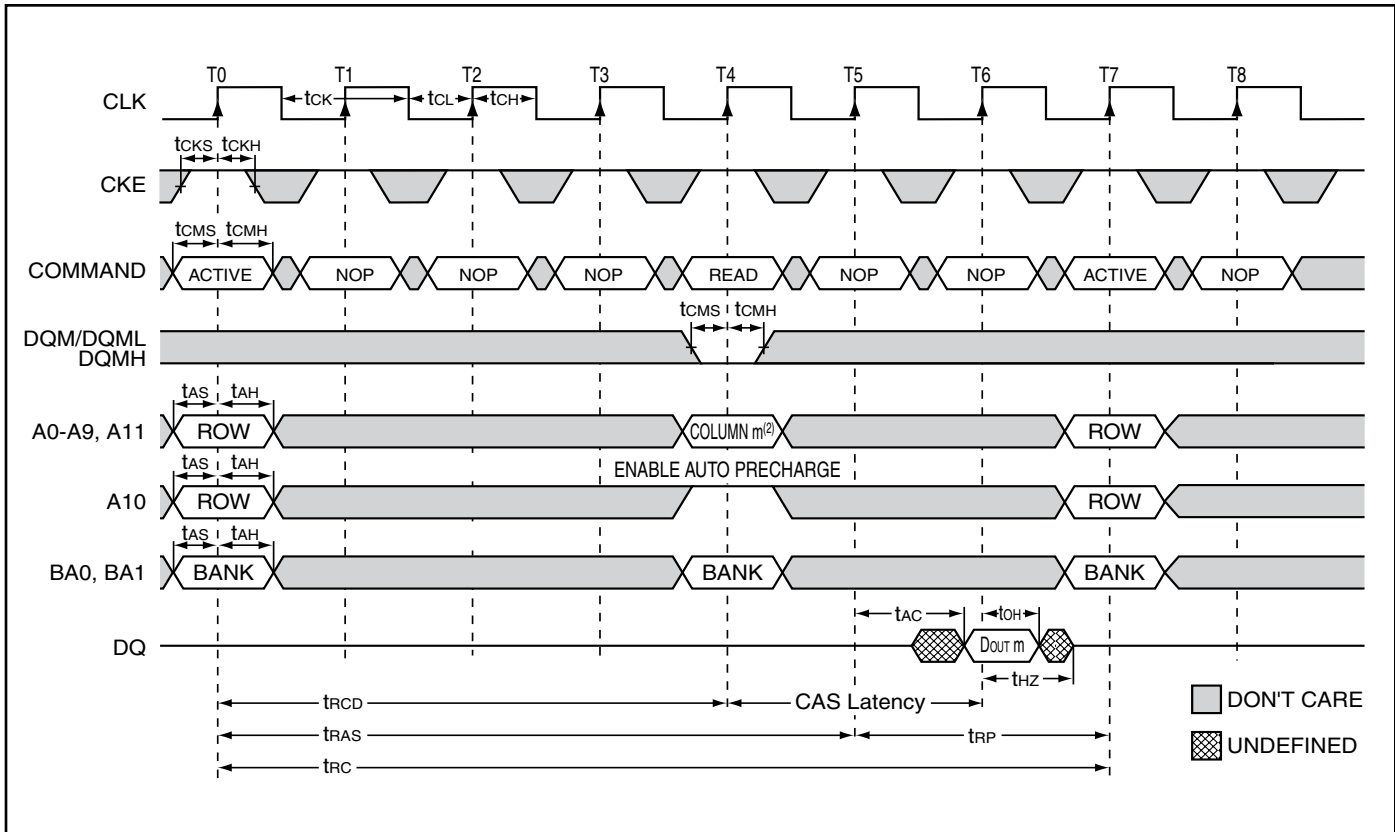 T0 T1 T2 T3 T4 T5 T6 T7 T8
CLK tCK tCL tCH
tCKS tCKH
CKE
tCMS tCMH
COMMAND ACTIVE NOP NOP NOP READ NOP NOP ACTIVE NOP
tCMS tCMH
DQM/DQML
DQMH
tAS tAH
A0-A9, A11 ROW COLUMN m(2) ROW
tAS tAH ENABLE AUTO PRECHARGE
A10 ROW ROW
tAS tAH
BA0, BA1 BANK BANK BANK
tAC tOH
DQ DOUT m
tHZ
tRCD CAS Latency
DON'T CARE
tRAS tRP
UNDEFINED
tRC